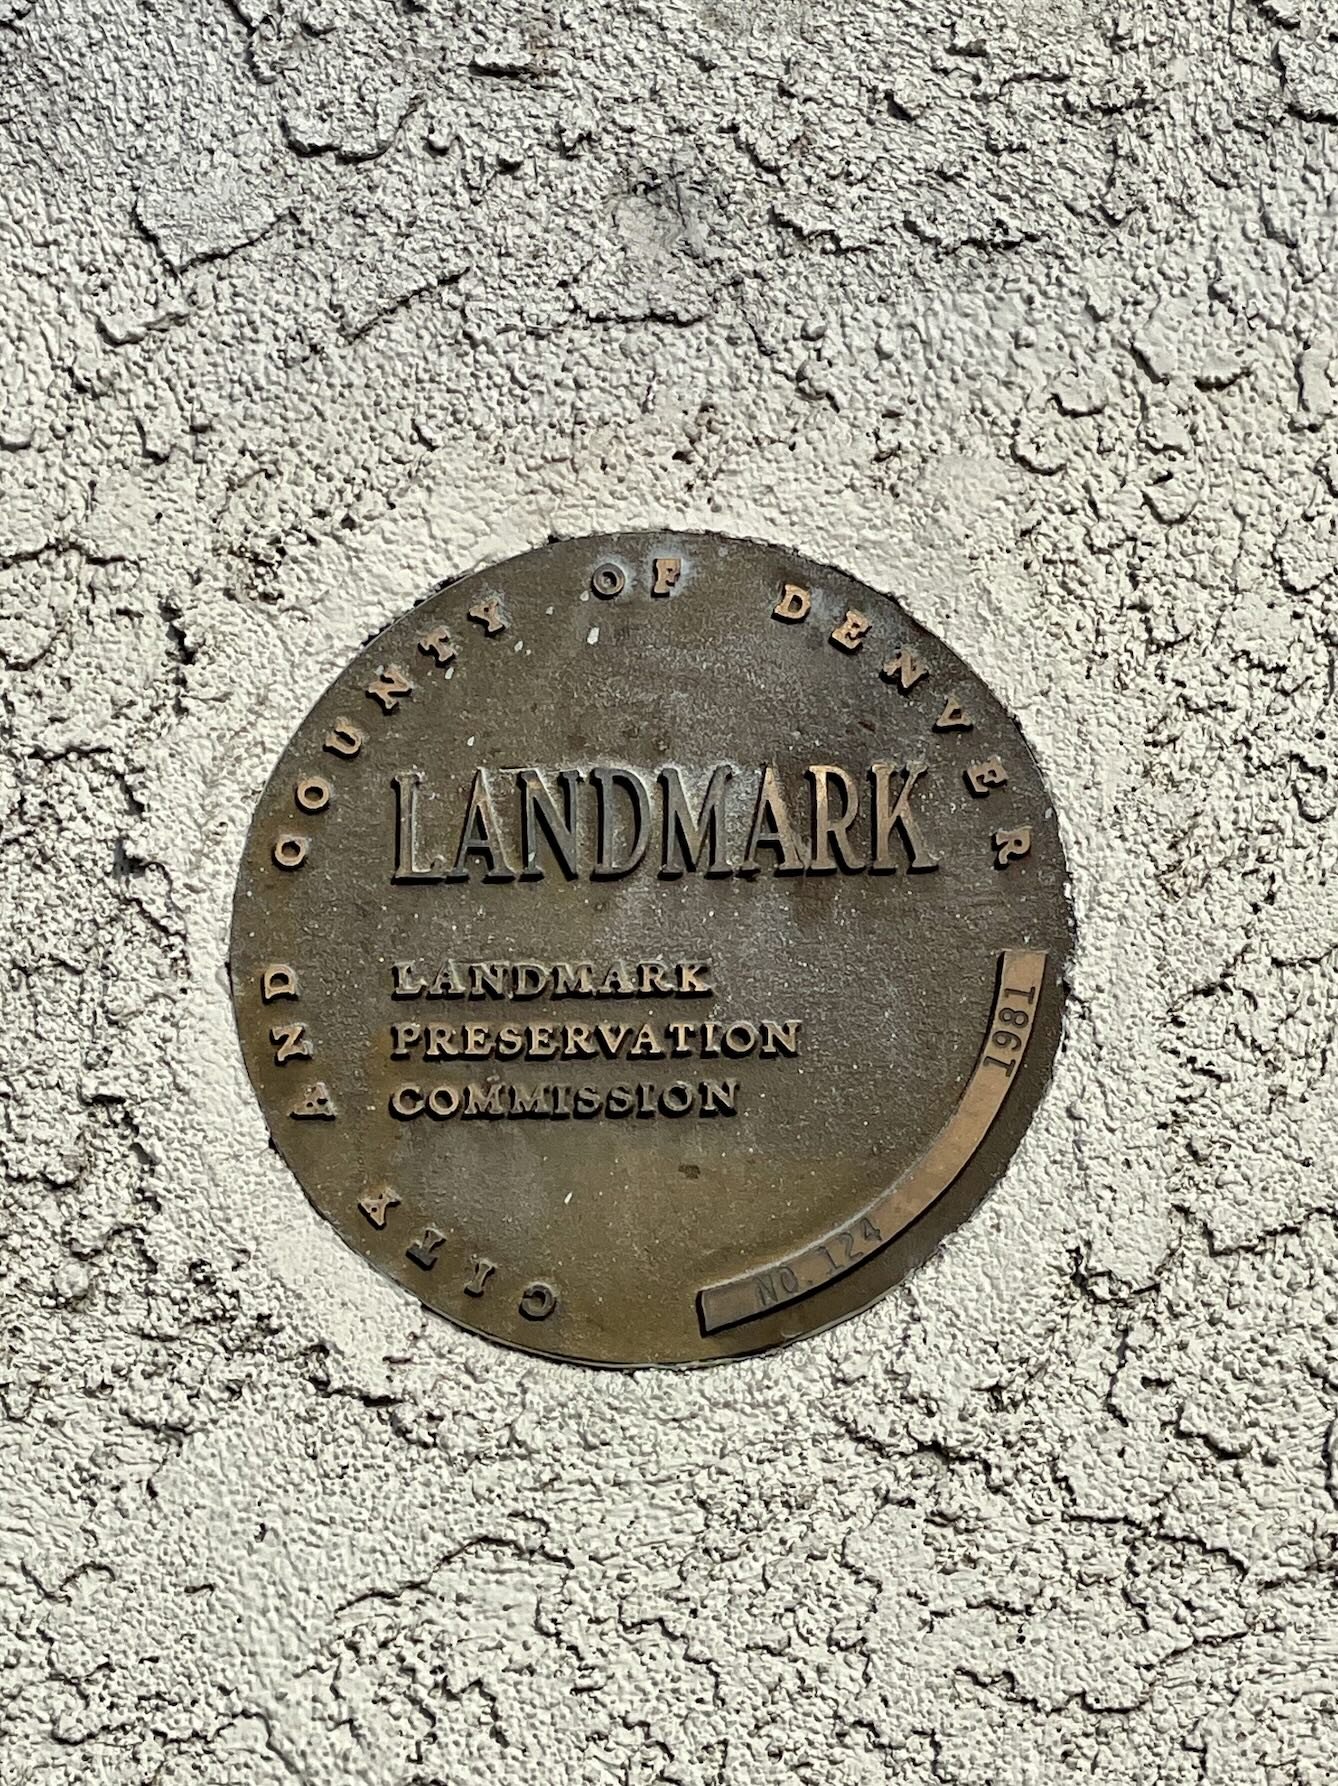 CITY AND COUNTY OF DENVER
LANDMARK
LANDMARK
PRESERVATION
COMMISSION
NO. 124 1981